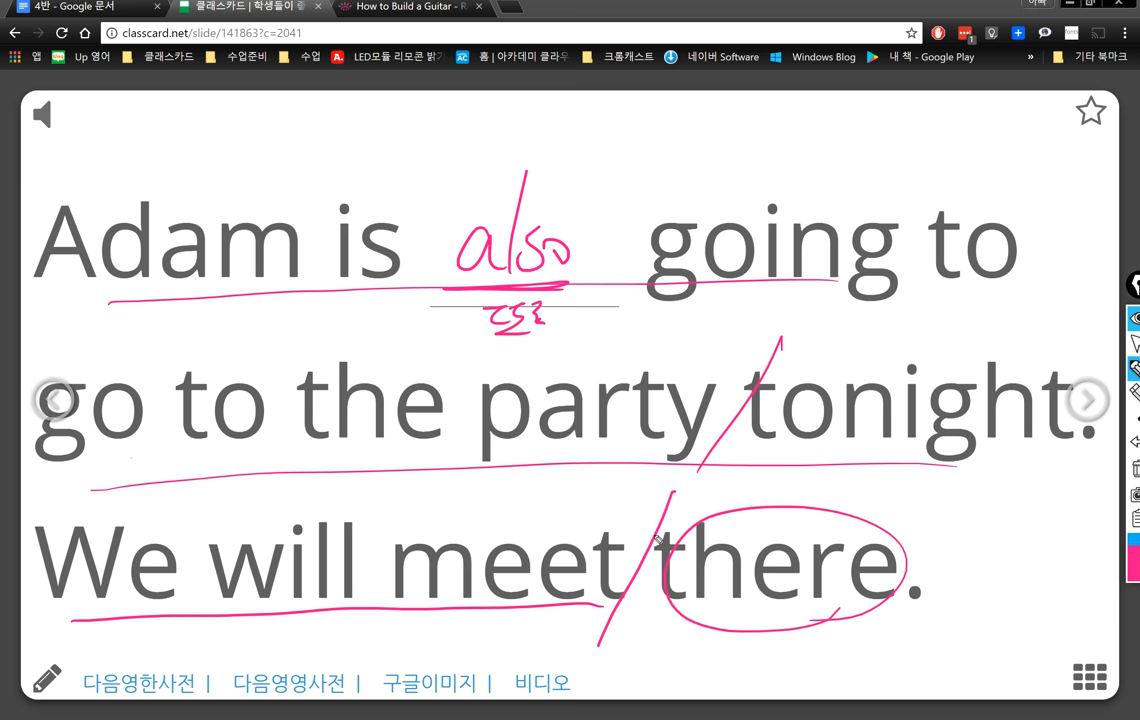 4반 - Google 문서
클래스카드 | 학생들이 즐
How to Build a Guitar - R
classcard.net/slide/141863?c=2041
앱 Up 영어 클래스카드 수업준비 수업 LED모듈 리모콘 밝기 홈 | 아카데미 클라우 크롬캐스트 네이버 Software Windows Blog 내 책 - Google Play » 기타 북마크
Adam is also going to
또한
go to the party / tonight.
We will meet / there.
다음영한사전 | 다음영영사전 | 구글이미지 | 비디오